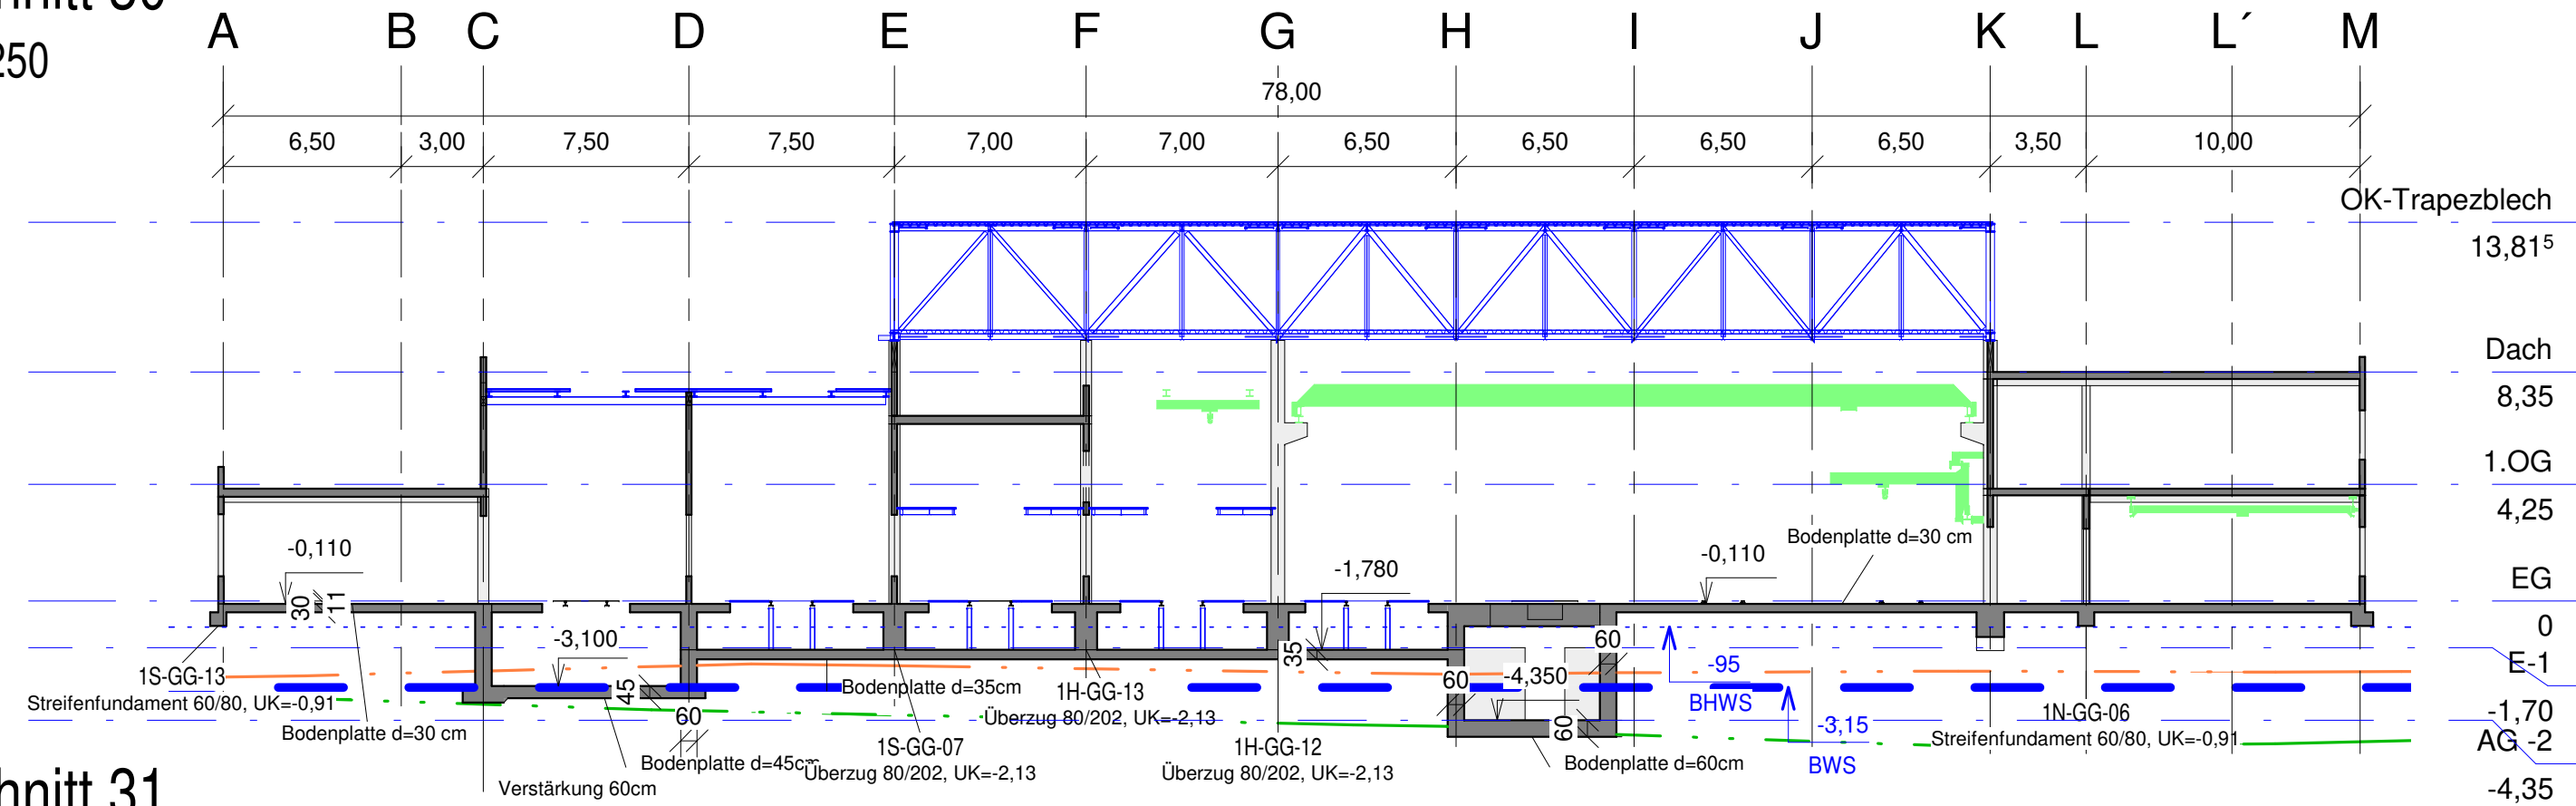 hnitt 30
250
A B C D E F G H I J K L L´ M
78,00
6,50 3,00 7,50 7,50 7,00 7,00 6,50 6,50 6,50 6,50 3,50 10,00
OK-Trapezblech
13,81⁵
Dach
8,35
1.OG
4,25
EG
0
E-1
-1,70
AG -2
-4,35
-0,110
30
11
-3,100
45
60
-1,780
35
60
-4,350
60
60
-0,110
Bodenplatte d=30 cm
-95
BHWS
-3,15
BWS
1S-GG-13
Streifenfundament 60/80, UK=-0,91
Bodenplatte d=30 cm
Verstärkung 60cm
Bodenplatte d=45cm
Bodenplatte d=35cm
1S-GG-07
Überzug 80/202, UK=-2,13
1H-GG-13
Überzug 80/202, UK=-2,13
1H-GG-12
Überzug 80/202, UK=-2,13
Bodenplatte d=60cm
1N-GG-06
Streifenfundament 60/80, UK=-0,91
hnitt 31